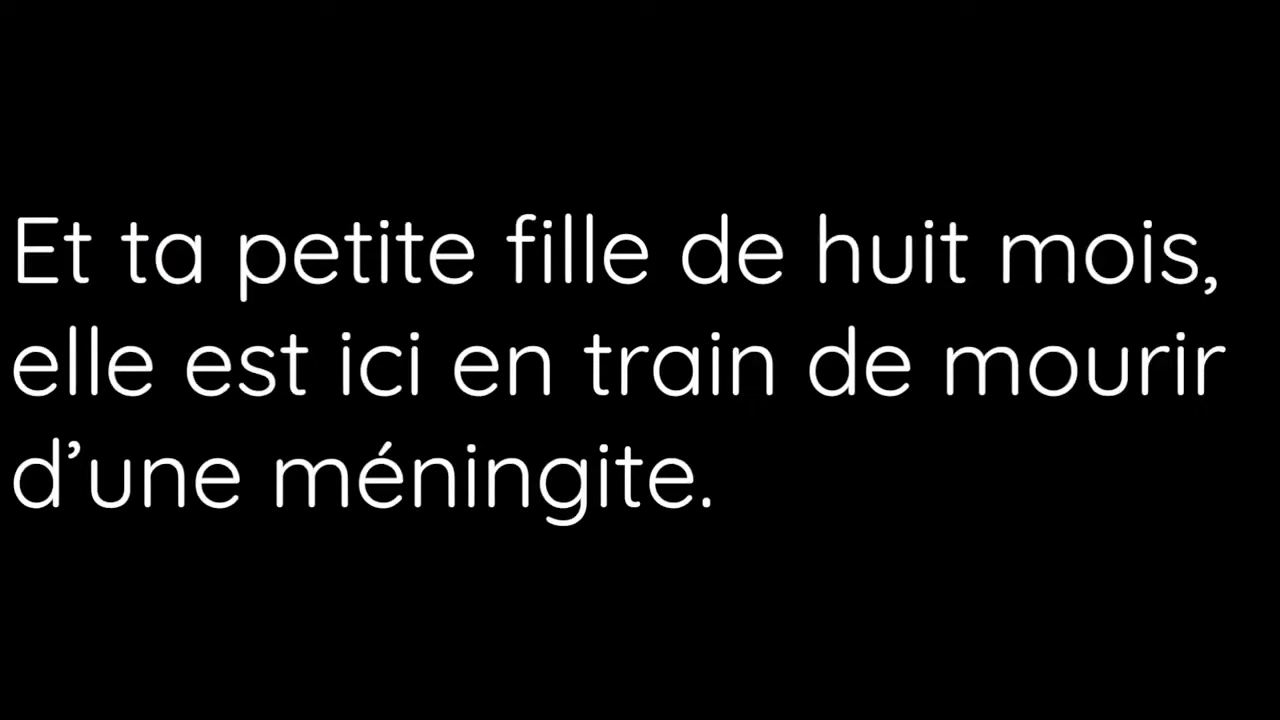 Et ta petite fille de huit mois,
elle est ici en train de mourir
d’une méningite.